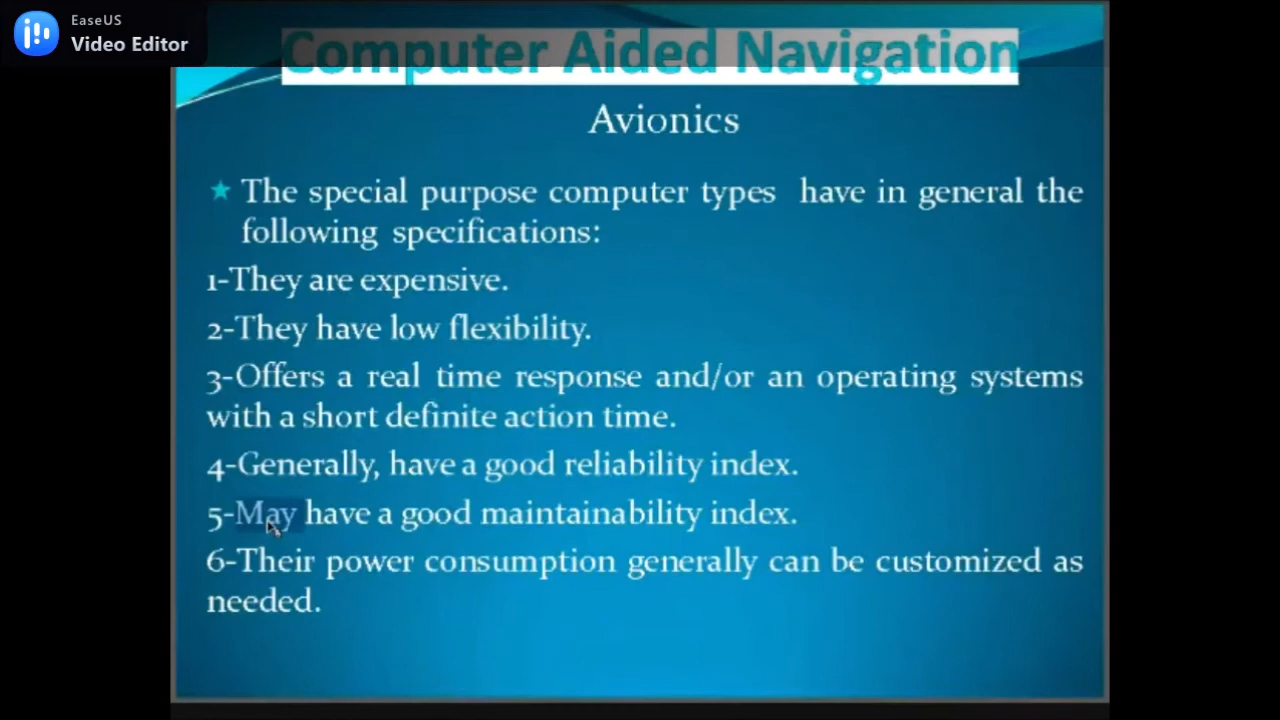 EaseUS
Video Editor
Computer Aided Navigation
Avionics
The special purpose computer types have in general the
following specifications:
1-They are expensive.
2-They have low flexibility.
3-Offers a real time response and/or an operating systems
with a short definite action time.
4-Generally, have a good reliability index.
5-May have a good maintainability index.
6-Their power consumption generally can be customized as
needed.